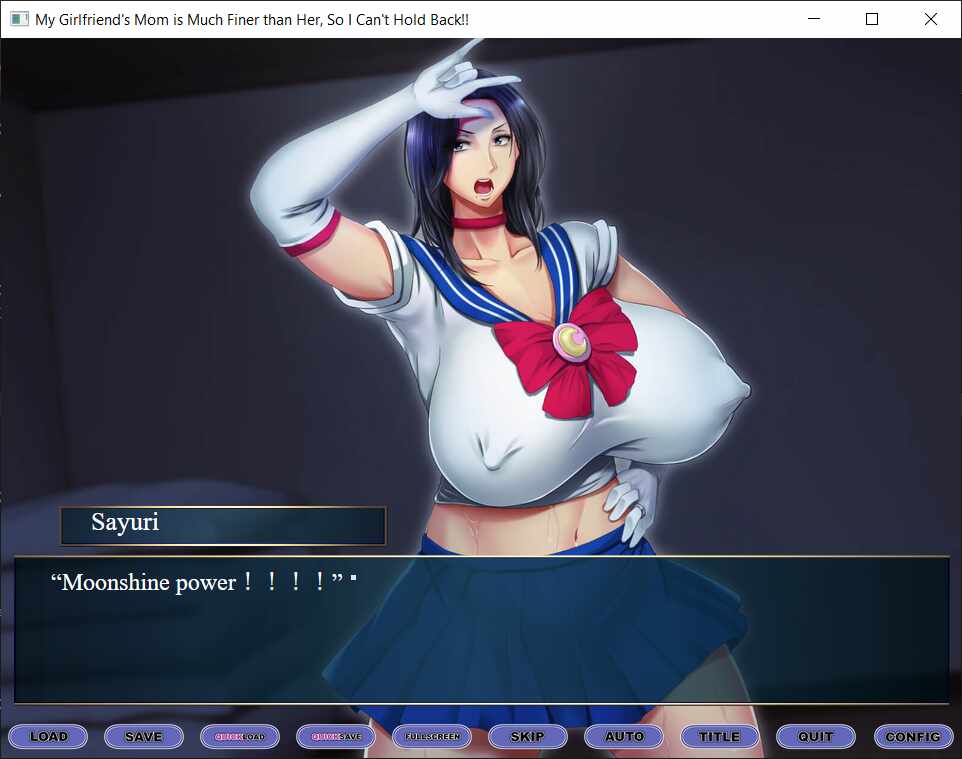 My Girlfriend's Mom is Much Finer than Her, So I Can't Hold Back!!
Sayuri
“Moonshine power！！！！”
LOAD SAVE QUICKLOAD QUICKSAVE FULLSCREEN SKIP AUTO TITLE QUIT CONFIG